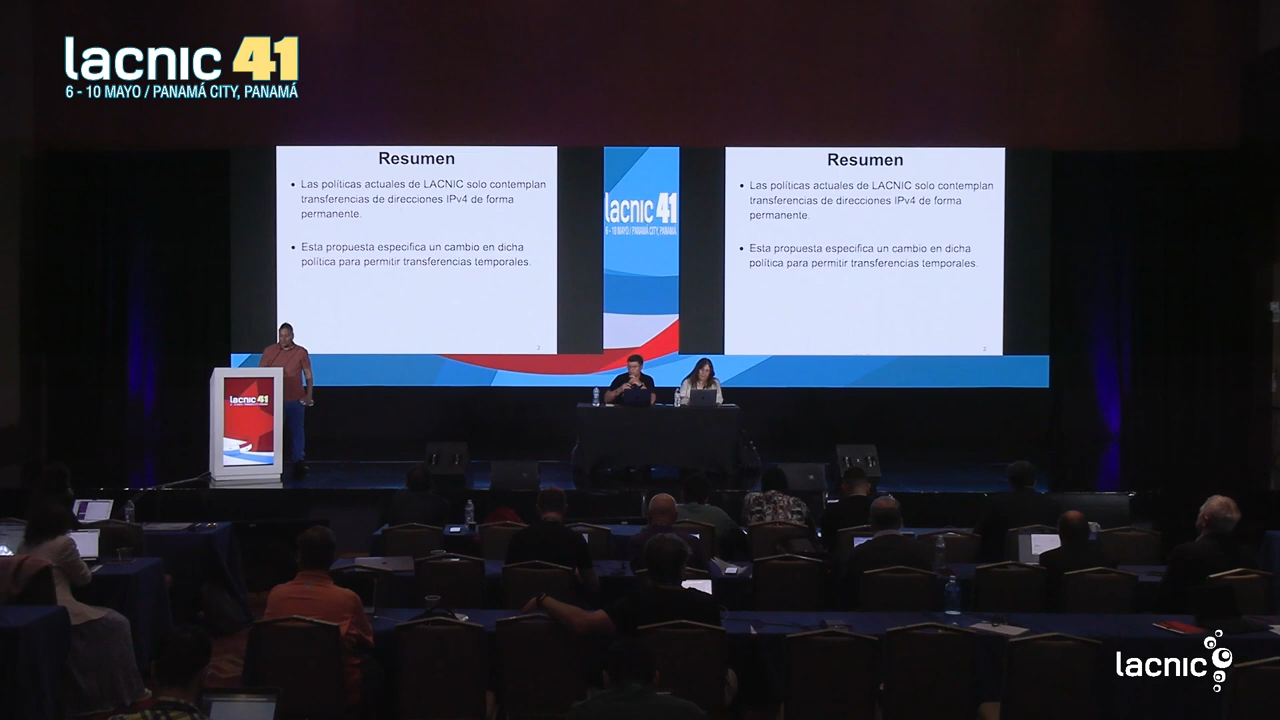 lacnic 41
6 - 10 MAYO / PANAMÁ CITY, PANAMÁ
Resumen
• Las políticas actuales de LACNIC solo contemplan
transferencias de direcciones IPv4 de forma
permanente.
• Esta propuesta especifica un cambio en dicha
política para permitir transferencias temporales.
2
lacnic 41
6 - 10 MAYO / PANAMÁ CITY, PANAMÁ
Resumen
• Las políticas actuales de LACNIC solo contemplan
transferencias de direcciones IPv4 de forma
permanente.
• Esta propuesta especifica un cambio en dicha
política para permitir transferencias temporales.
2
lacnic 41
lacnic